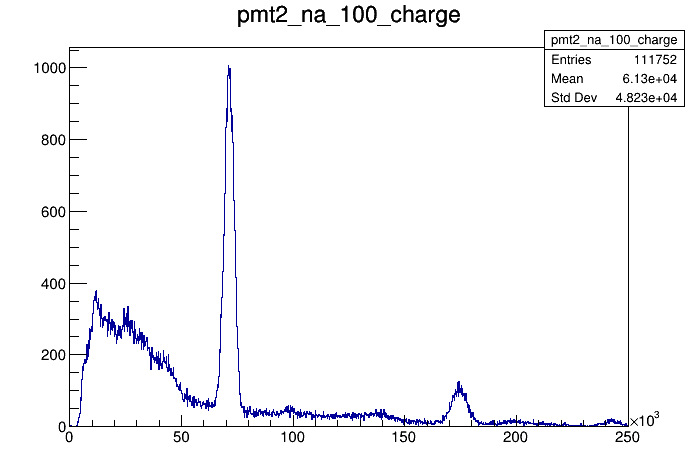 pmt2_na_100_charge
pmt2_na_100_charge
Entries 111752
Mean 6.13e+04
Std Dev 4.823e+04
1000
800
600
400
200
0
0 50 100 150 200 250
×10³